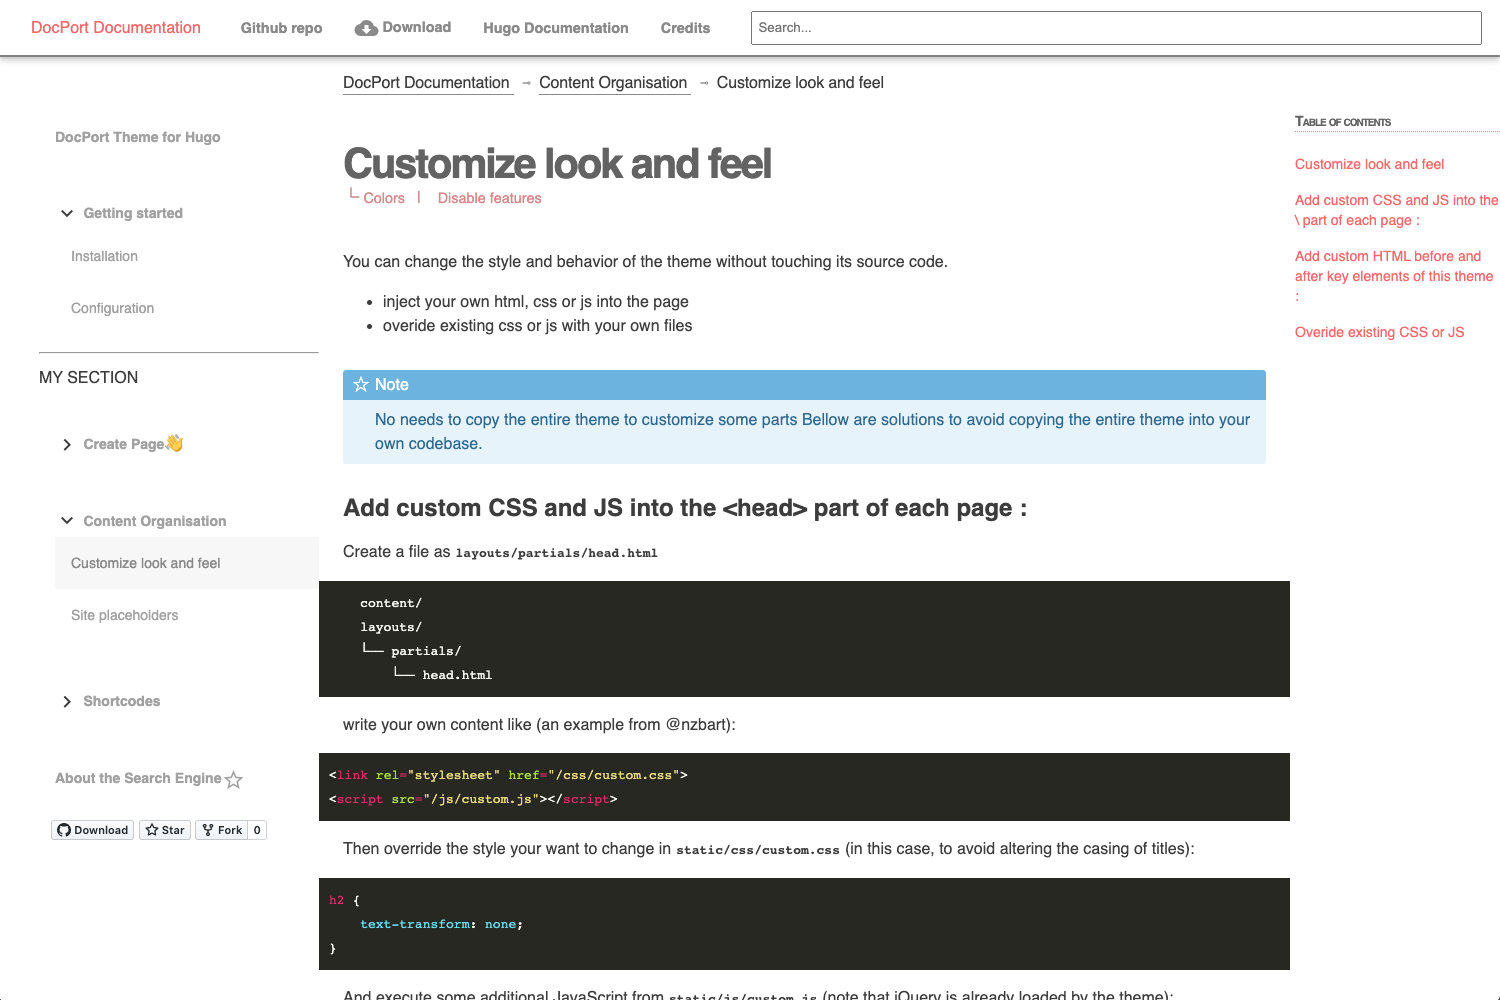 DocPort Documentation
Github repo
Download
Hugo Documentation
Credits
Search...
DocPort Documentation → Content Organisation → Customize look and feel
DocPort Theme for Hugo
Getting started
Installation
Configuration
MY SECTION
Create Page👋
Content Organisation
Customize look and feel
Site placeholders
Shortcodes
About the Search Engine
Download
Star
Fork
0
Customize look and feel
└─ Colors | Disable features
You can change the style and behavior of the theme without touching its source code.
• inject your own html, css or js into the page
• overide existing css or js with your own files
Note
No needs to copy the entire theme to customize some parts Bellow are solutions to avoid copying the entire theme into your
own codebase.
Add custom CSS and JS into the <head> part of each page :
Create a file as layouts/partials/head.html
content/
layouts/
└── partials/
    └── head.html
write your own content like (an example from @nzbart):
<link rel="stylesheet" href="/css/custom.css">
<script src="/js/custom.js"></script>
Then override the style your want to change in static/css/custom.css (in this case, to avoid altering the casing of titles):
h2 {
    text-transform: none;
}
And execute some additional JavaScript from static/js/custom.js (note that jQuery is already loaded by the theme):
Table of contents
Customize look and feel
Add custom CSS and JS into the
\ part of each page :
Add custom HTML before and
after key elements of this theme
:
Overide existing CSS or JS